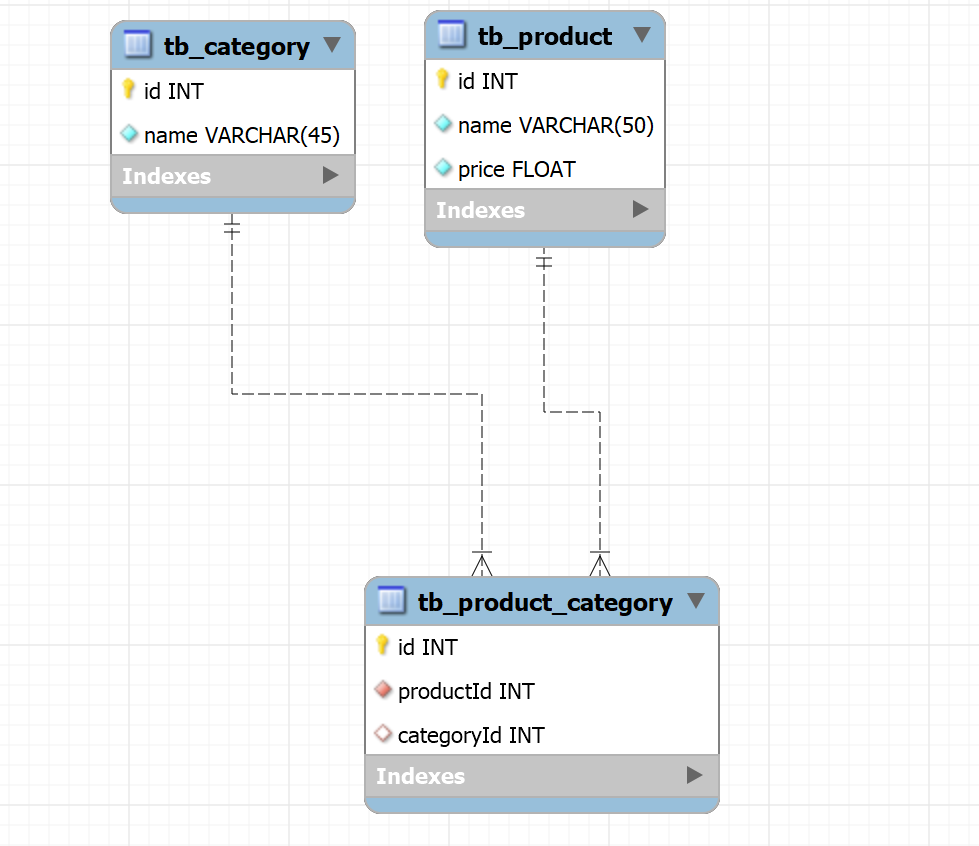 tb_category
id INT
name VARCHAR(45)
Indexes
tb_product
id INT
name VARCHAR(50)
price FLOAT
Indexes
tb_product_category
id INT
productId INT
categoryId INT
Indexes